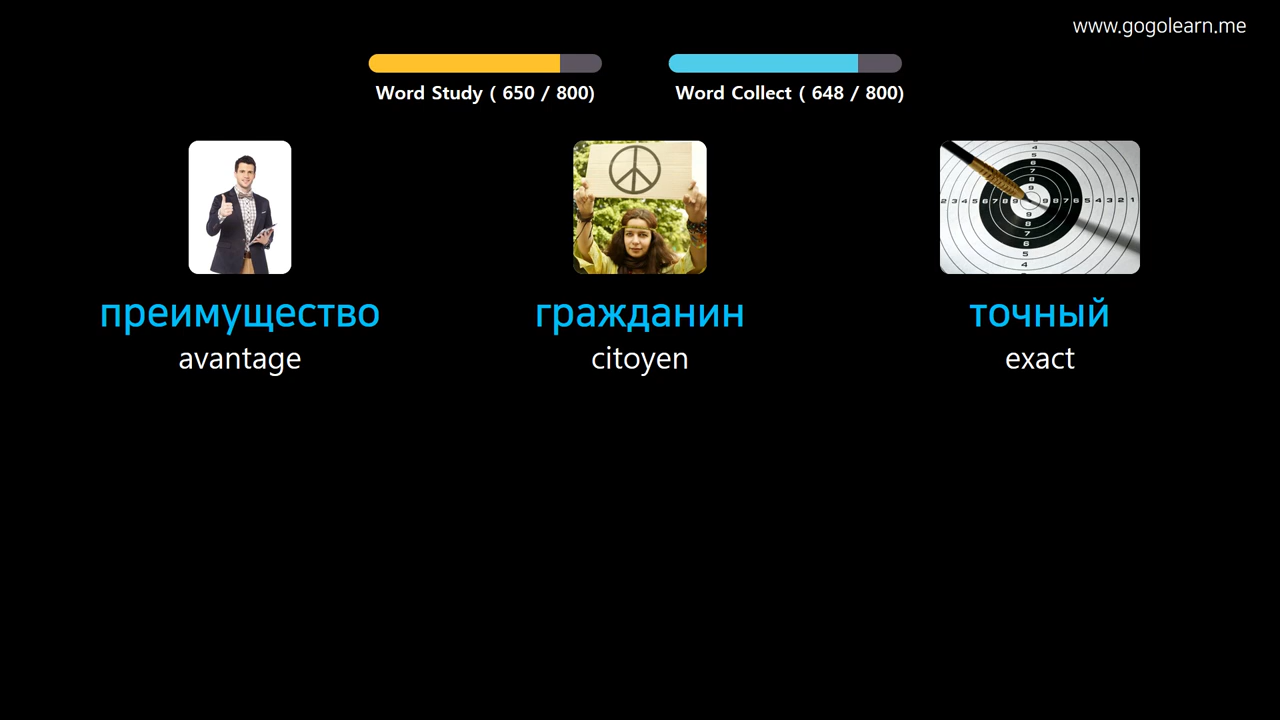 www.gogolearn.me
Word Study ( 650 / 800)
Word Collect ( 648 / 800)
преимущество
avantage
гражданин
citoyen
точный
exact